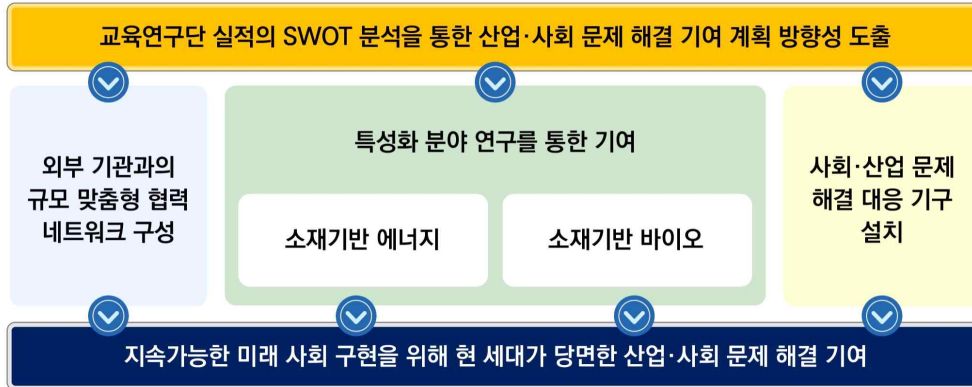 교육연구단 실적의 SWOT 분석을 통한 산업·사회 문제 해결 기여 계획 방향성 도출
외부 기관과의
규모 맞춤형 협력
네트워크 구성
특성화 분야 연구를 통한 기여
소재기반 에너지
소재기반 바이오
사회·산업 문제
해결 대응 기구
설치
지속가능한 미래 사회 구현을 위해 현 세대가 당면한 산업·사회 문제 해결 기여